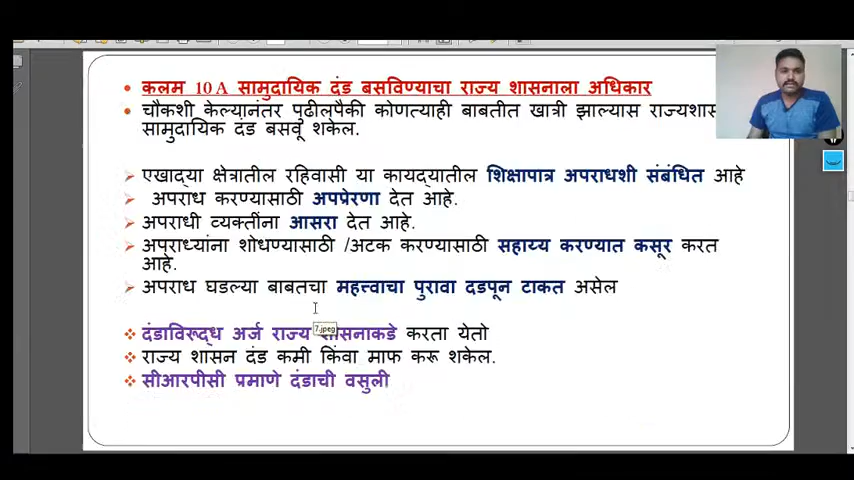 कलम 10 A सामुदायिक दंड बसविण्याचा राज्य शासनाला अधिकार
चौकशी केल्यानंतर पुढीलपैकी कोणत्याही बाबतीत खात्री झाल्यास राज्यशास
सामुदायिक दंड बसवू शकेल.
एखाद्या क्षेत्रातील रहिवासी या कायद्यातील शिक्षापात्र अपराधशी संबंधित आहे
अपराध करण्यासाठी अपप्रेरणा देत आहे.
अपराधी व्यक्तींना आसरा देत आहे.
अपराध्यांना शोधण्यासाठी /अटक करण्यासाठी सहाय्य करण्यात कसूर करत
आहे.
अपराध घडल्या बाबतचा महत्त्वाचा पुरावा दडपून टाकत असेल
7.jpeg
दंडाविरूद्ध अर्ज राज्य शासनाकडे करता येतो
राज्य शासन दंड कमी किंवा माफ करू शकेल.
सीआरपीसी प्रमाणे दंडाची वसुली